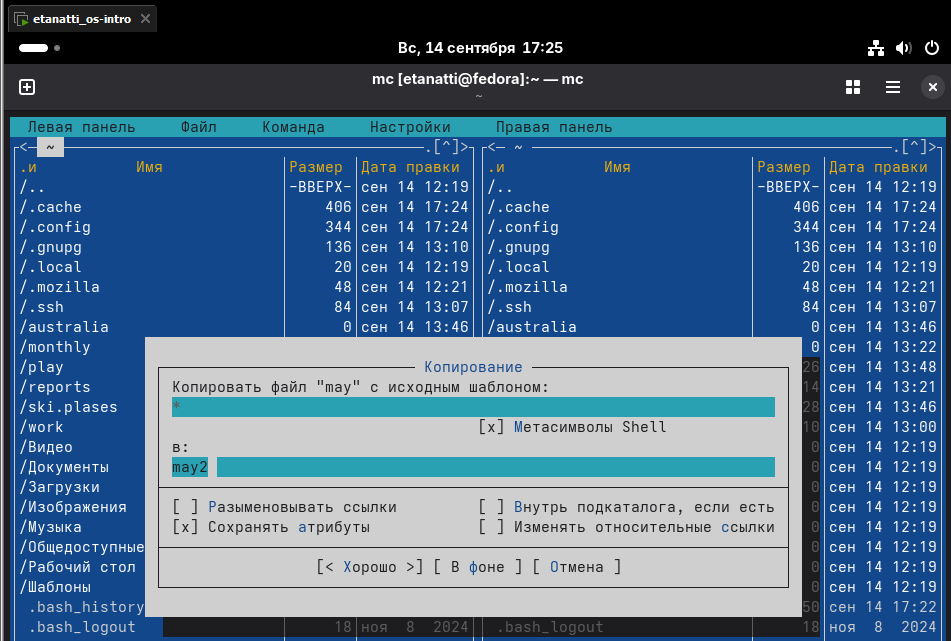 etanatti_os-intro
Вс, 14 сентября 17:25
mc [etanatti@fedora]:~ — mc
~
Левая панель Файл Команда Настройки Правая панель
<— ~ .[^]> <— ~ .[^]>
.и Имя Размер Дата правки .и Имя Размер Дата правки
/.. -ВВЕРХ- сен 14 12:19 /.. -ВВЕРХ- сен 14 12:19
/.cache 406 сен 14 17:24 /.cache 406 сен 14 17:24
/.config 344 сен 14 17:24 /.config 344 сен 14 17:24
/.gnupg 136 сен 14 13:10 /.gnupg 136 сен 14 13:10
/.local 20 сен 14 12:19 /.local 20 сен 14 12:19
/.mozilla 48 сен 14 12:21 /.mozilla 48 сен 14 12:21
/.ssh 84 сен 14 13:07 /.ssh 84 сен 14 13:07
/australia 0 сен 14 13:46 /australia 0 сен 14 13:46
/monthly 0 сен 14 13:22
/play Копирование 26 сен 14 13:48
/reports Копировать файл "may" с исходным шаблоном: 14 сен 14 13:21
/ski.plases * 28 сен 14 13:46
/work [x] Метасимволы Shell 10 сен 14 13:00
/Видео в: 0 сен 14 12:19
/Документы may2 0 сен 14 12:19
/Загрузки 0 сен 14 12:19
/Изображения [ ] Разыменовывать ссылки [ ] Внутрь подкаталога, если есть 0 сен 14 12:19
/Музыка [x] Сохранять атрибуты [ ] Изменять относительные ссылки 0 сен 14 12:19
/Общедоступные 0 сен 14 12:19
/Рабочий стол [< Хорошо >] [ В фоне ] [ Отмена ] 0 сен 14 12:19
/Шаблоны 0 сен 14 12:19
.bash_history 50 сен 14 17:22
.bash_logout 18 ноя 8 2024 .bash_logout 18 ноя 8 2024